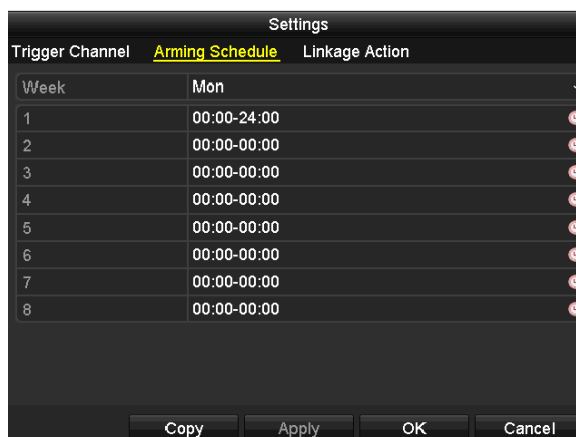 Settings
Trigger Channel Arming Schedule Linkage Action
Week Mon
1 00:00-24:00
2 00:00-00:00
3 00:00-00:00
4 00:00-00:00
5 00:00-00:00
6 00:00-00:00
7 00:00-00:00
8 00:00-00:00
Copy Apply OK Cancel